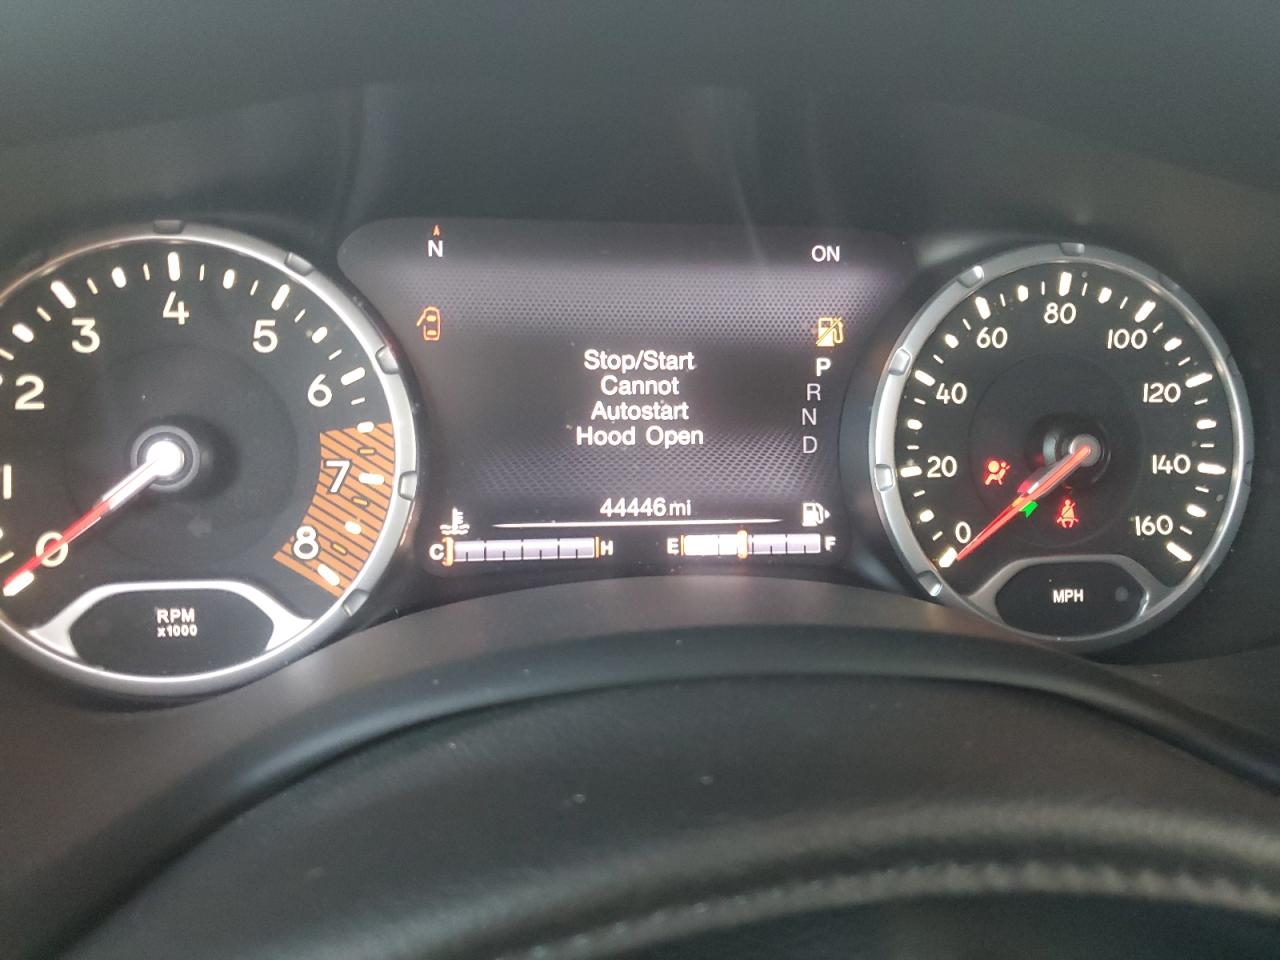 N
ON
Stop/Start
Cannot
Autostart
Hood Open
P
R
N
D
44446 mi
C H
E F
0 1 2 3 4 5 6 7 8
RPM
x1000
0 20 40 60 80 100 120 140 160
MPH